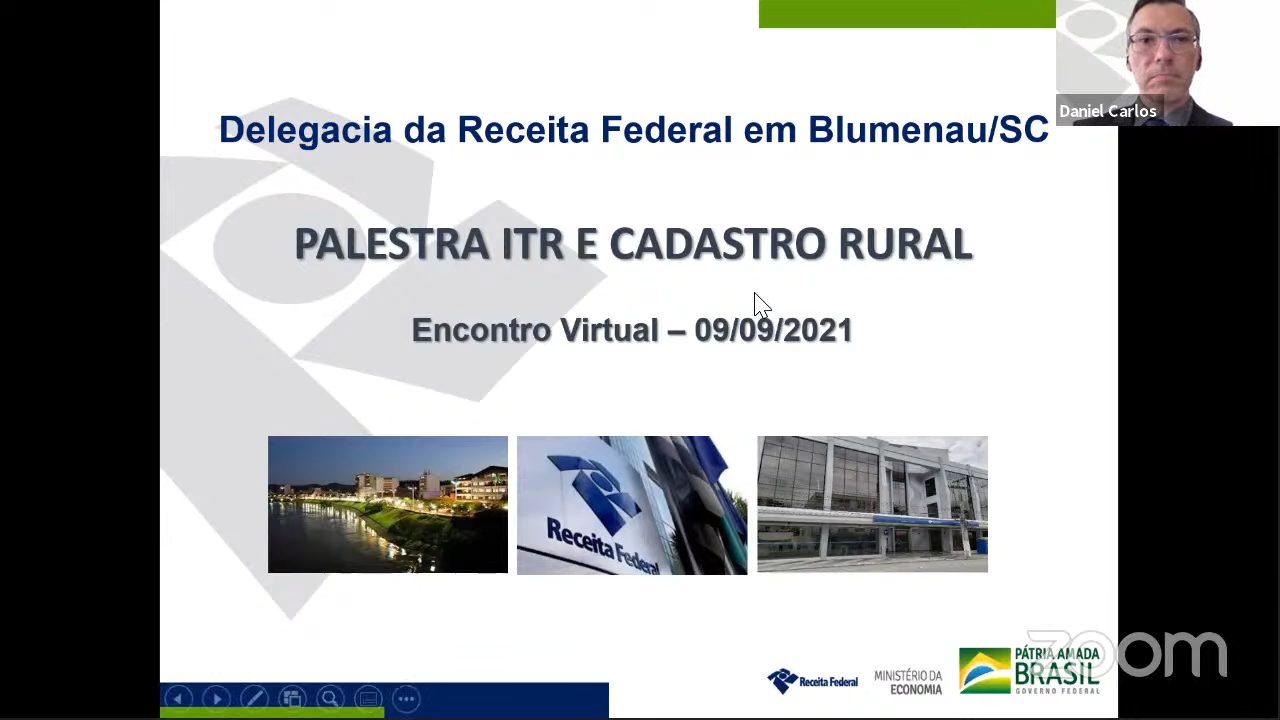 Daniel Carlos
Delegacia da Receita Federal em Blumenau/SC
PALESTRA ITR E CADASTRO RURAL
Encontro Virtual – 09/09/2021
Receita Federal
Receita Federal
MINISTÉRIO DA
ECONOMIA
PÁTRIA AMADA
BRASIL
GOVERNO FEDERAL
zoom